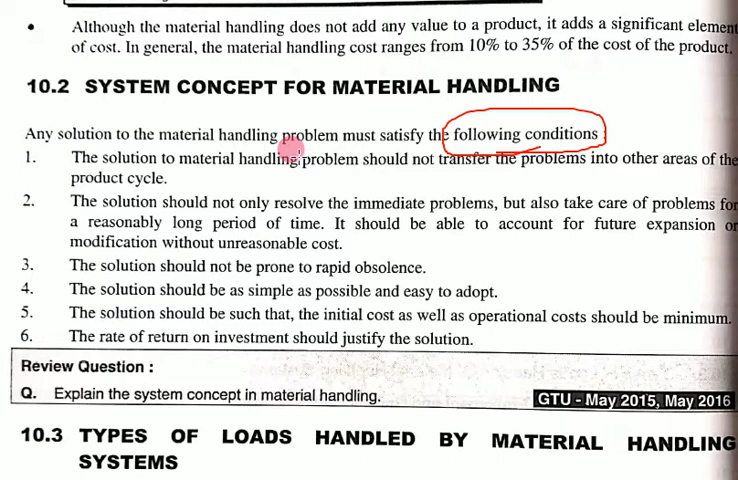 • Although the material handling does not add any value to a product, it adds a significant element
of cost. In general, the material handling cost ranges from 10% to 35% of the cost of the product.
10.2 SYSTEM CONCEPT FOR MATERIAL HANDLING
Any solution to the material handling problem must satisfy the following conditions :
1. The solution to material handling problem should not transfer the problems into other areas of the
product cycle.
2. The solution should not only resolve the immediate problems, but also take care of problems for
a reasonably long period of time. It should be able to account for future expansion or
modification without unreasonable cost.
3. The solution should not be prone to rapid obsolence.
4. The solution should be as simple as possible and easy to adopt.
5. The solution should be such that, the initial cost as well as operational costs should be minimum.
6. The rate of return on investment should justify the solution.
Review Question :
Q. Explain the system concept in material handling.
GTU - May 2015, May 2016
10.3 TYPES OF LOADS HANDLED BY MATERIAL HANDLING
SYSTEMS